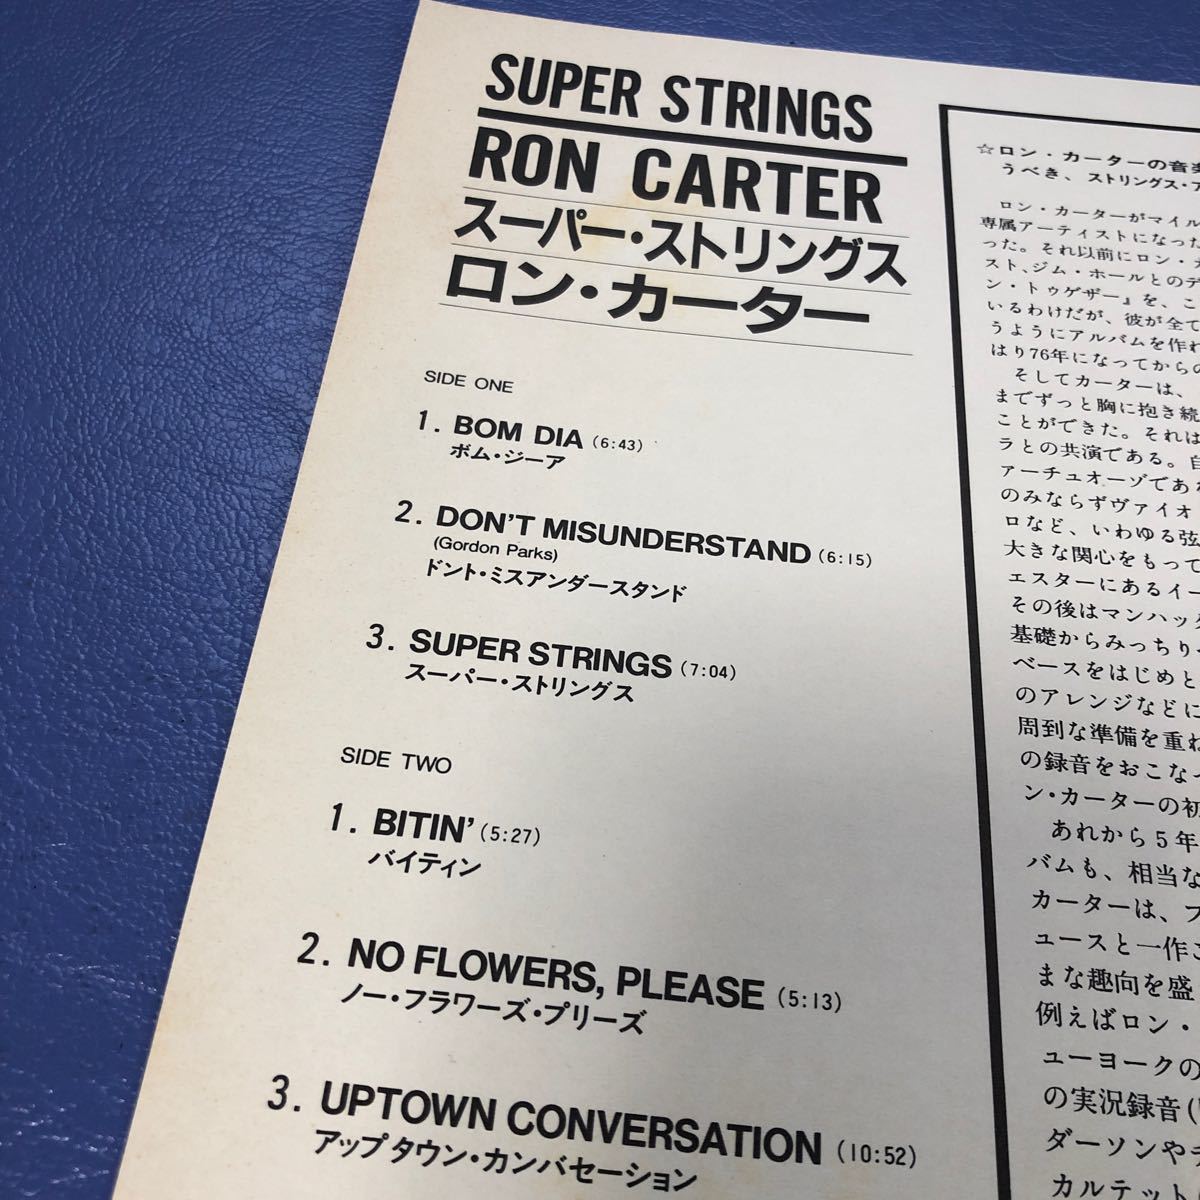 SUPER STRINGS
RON CARTER
スーパー・ストリングス
ロン・カーター
SIDE ONE
1. BOM DIA (6:43)
ボム・ジーア
2. DON'T MISUNDERSTAND (6:15)
(Gordon Parks)
ドント・ミスアンダースタンド
3. SUPER STRINGS (7:04)
スーパー・ストリングス
SIDE TWO
1. BITIN' (5:27)
バイティン
2. NO FLOWERS, PLEASE (5:13)
ノー・フラワーズ・プリーズ
3. UPTOWN CONVERSATION (10:52)
アップタウン・カンバセーション
☆ロン・カーターの音楽
うべき、ストリングス・ア
ロン・カーターがマイル
専属アーティストになった
った。それ以前にロン・カ
スト、ジム・ホールとのデ
ン・トゥゲザー』を、こ
いるわけだが、彼が全て
うようにアルバムを作れ
はり76年になってからの
そしてカーターは、
までずっと胸に抱き続
ことができた。それは
ラとの共演である。自
ァーチュオーゾであ
のみならずヴァイオ
ロなど、いわゆる弦
大きな関心をもって
ェスターにあるイー
その後はマンハッタ
基礎からみっちり
ベースをはじめと
のアレンジなどに
周到な準備を重ね
の録音をおこなっ
ン・カーターの初
あれから5年
バムも、相当な
カーターは、フ
ュースと一作ご
まな趣向を盛
例えばロン・
ューヨークの
の実況録音(
ダーソンや
カルテット